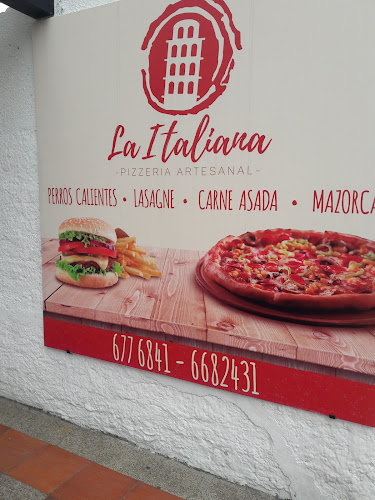 La Italiana
-PIZZERIA ARTESANAL-
PERROS CALIENTES • LASAGNE • CARNE ASADA • MAZORCA
677 6841 - 6682431